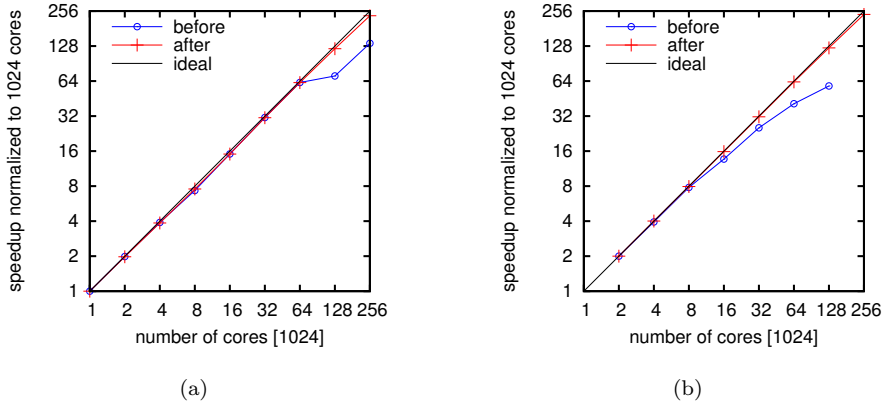 256
128
64
32
16
8
4
2
1
speedup normalized to 1024 cores
before
after
ideal
1 2 4 8 16 32 64 128 256
number of cores [1024]
(a)
256
128
64
32
16
8
4
2
1
speedup normalized to 1024 cores
before
after
ideal
1 2 4 8 16 32 64 128 256
number of cores [1024]
(b)